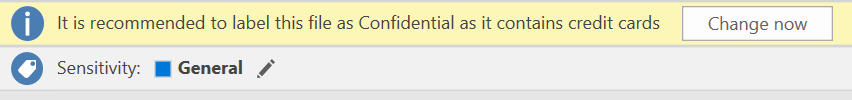 It is recommended to label this file as Confidential as it contains credit cards Change now
Sensitivity: General